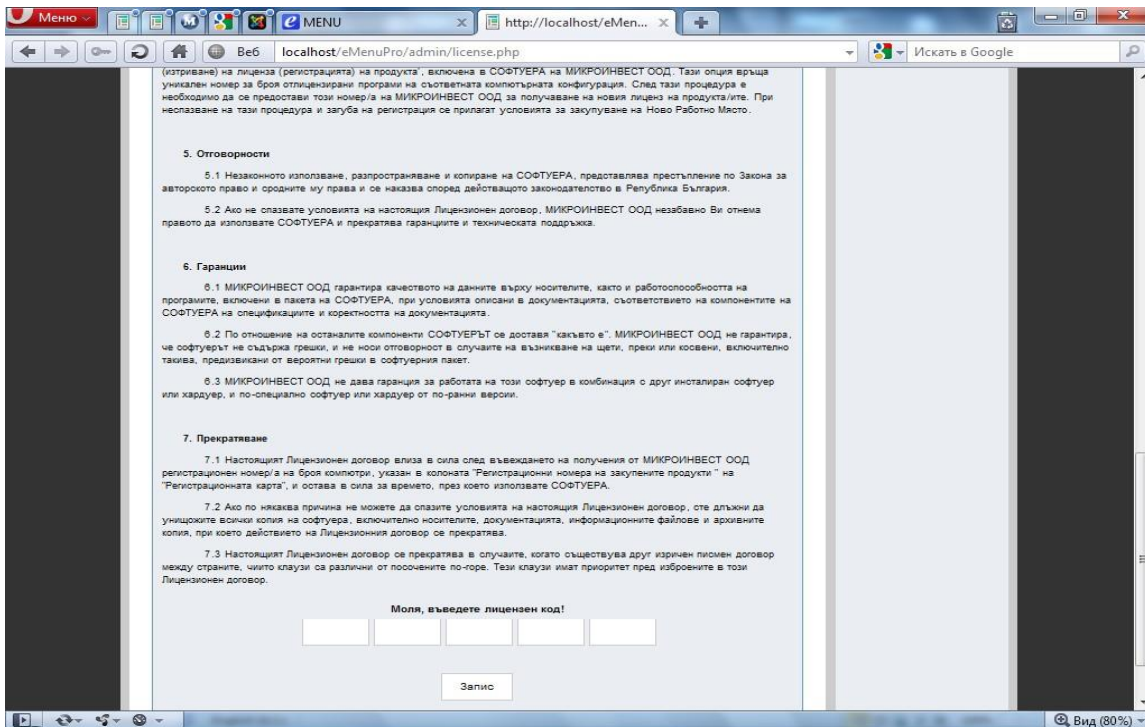 Меню
MENU
http://localhost/eMen...
Веб
localhost/eMenuPro/admin/license.php
Искать в Google
(изтриване) на лиценза (регистрацията) на продукта", включена в СОФТУЕРА на МИКРОИНВЕСТ ООД. Тази опция връща
уникален номер за броя отлицензирани програми на съответната компютърната конфигурация. След тази процедура е
необходимо да се предостави този номер/а на МИКРОИНВЕСТ ООД за получаване на новия лиценз на продукта/ите. При
неспазване на тази процедура и загуба на регистрация се прилагат условията за закупуване на Ново Работно Място.
5. Отговорности
5.1 Незаконното използване, разпространяване и копиране на СОФТУЕРА, представлява престъпление по Закона за
авторското право и сродните му права и се наказва според действащото законодателство в Република България.
5.2 Ако не спазвате условията на настоящия Лицензионен договор, МИКРОИНВЕСТ ООД незабавно Ви отнема
правото да използвате СОФТУЕРА и прекратява гаранциите и техническата поддръжка.
6. Гаранции
6.1 МИКРОИНВЕСТ ООД гарантира качеството на данните върху носителите, както и работоспособността на
програмите, включени в пакета на СОФТУЕРА, при условията описани в документацията, съответствието на компонентите на
СОФТУЕРА на спецификациите и коректността на документацията.
6.2 По отношение на останалите компоненти СОФТУЕРЪТ се доставя "какъвто е". МИКРОИНВЕСТ ООД не гарантира,
че софтуерът не съдържа грешки, и не носи отговорност в случаите на възникване на щети, преки или косвени, включително
такива, предизвикани от вероятни грешки в софтуерния пакет.
6.3 МИКРОИНВЕСТ ООД не дава гаранция за работата на този софтуер в комбинация с друг инсталиран софтуер
или хардуер, и по-специално софтуер или хардуер от по-ранни версии.
7. Прекратяване
7.1 Настоящият Лицензионен договор влиза в сила след въвеждането на получения от МИКРОИНВЕСТ ООД
регистрационен номер/а на броя компютри, указан в колоната "Регистрационни номера на закупените продукти " на
"Регистрационната карта", и остава в сила за времето, през което използвате СОФТУЕРА.
7.2 Ако по някаква причина не можете да спазите условията на настоящия Лицензионен договор, сте длъжни да
унищожите всички копия на софтуера, включително носителите, документацията, информационните файлове и архивните
копия, при което действието на Лицензионния договор се прекратява.
7.3 Настоящият Лицензионен договор се прекратява в случаите, когато съществува друг изричен писмен договор
между страните, чиито клаузи са различни от посочените по-горе. Тези клаузи имат приоритет пред изброените в този
Лицензионен договор.
Моля, въведете лицензен код!
Запис
Вид (80%)